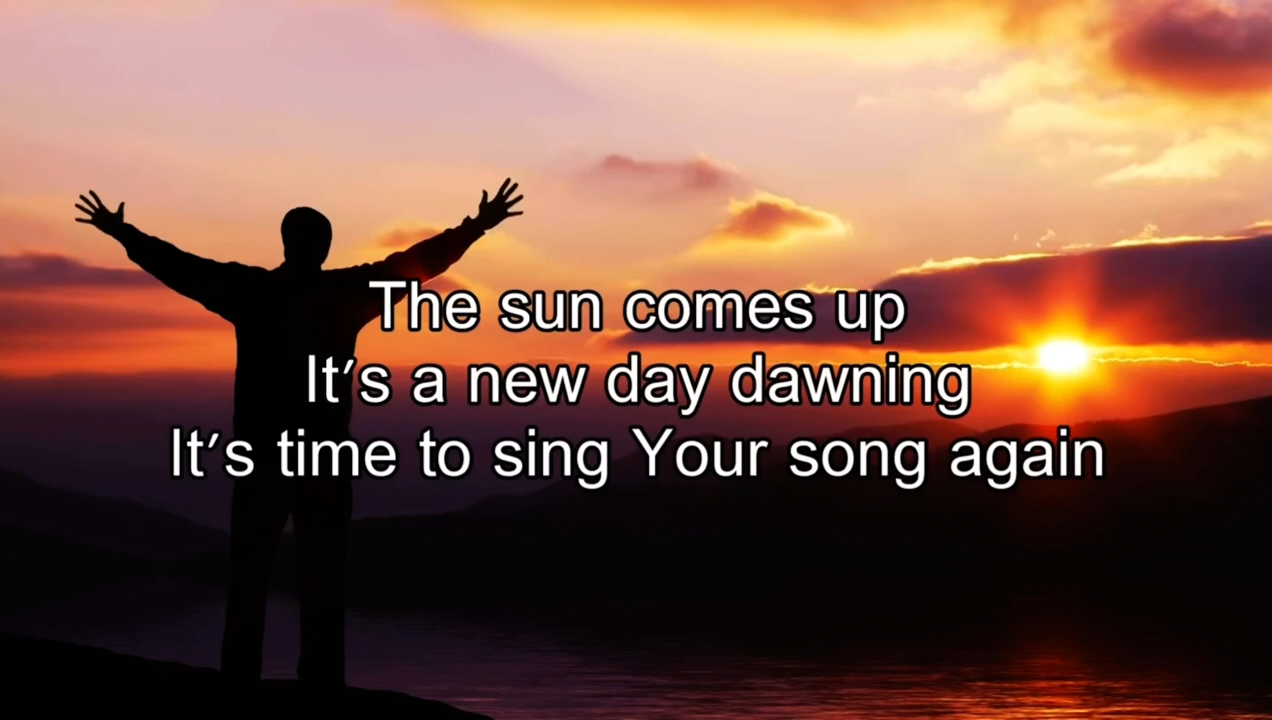 The sun comes up
It's a new day dawning
It's time to sing Your song again